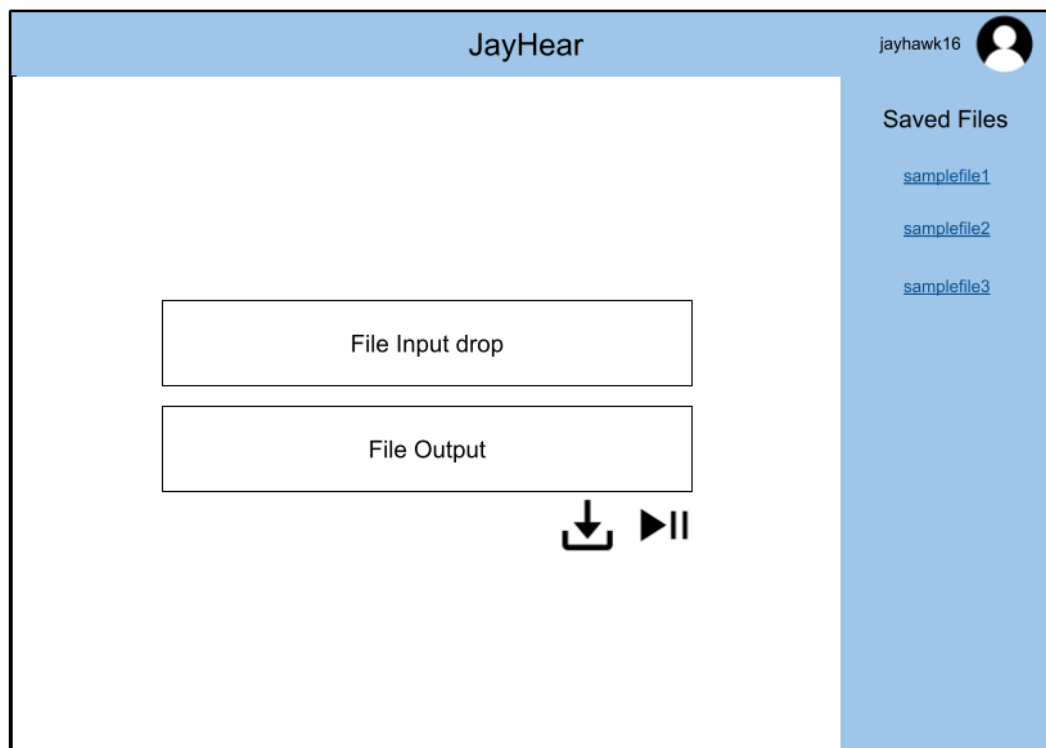 JayHear
jayhawk16
Saved Files
samplefile1
samplefile2
samplefile3
File Input drop
File Output